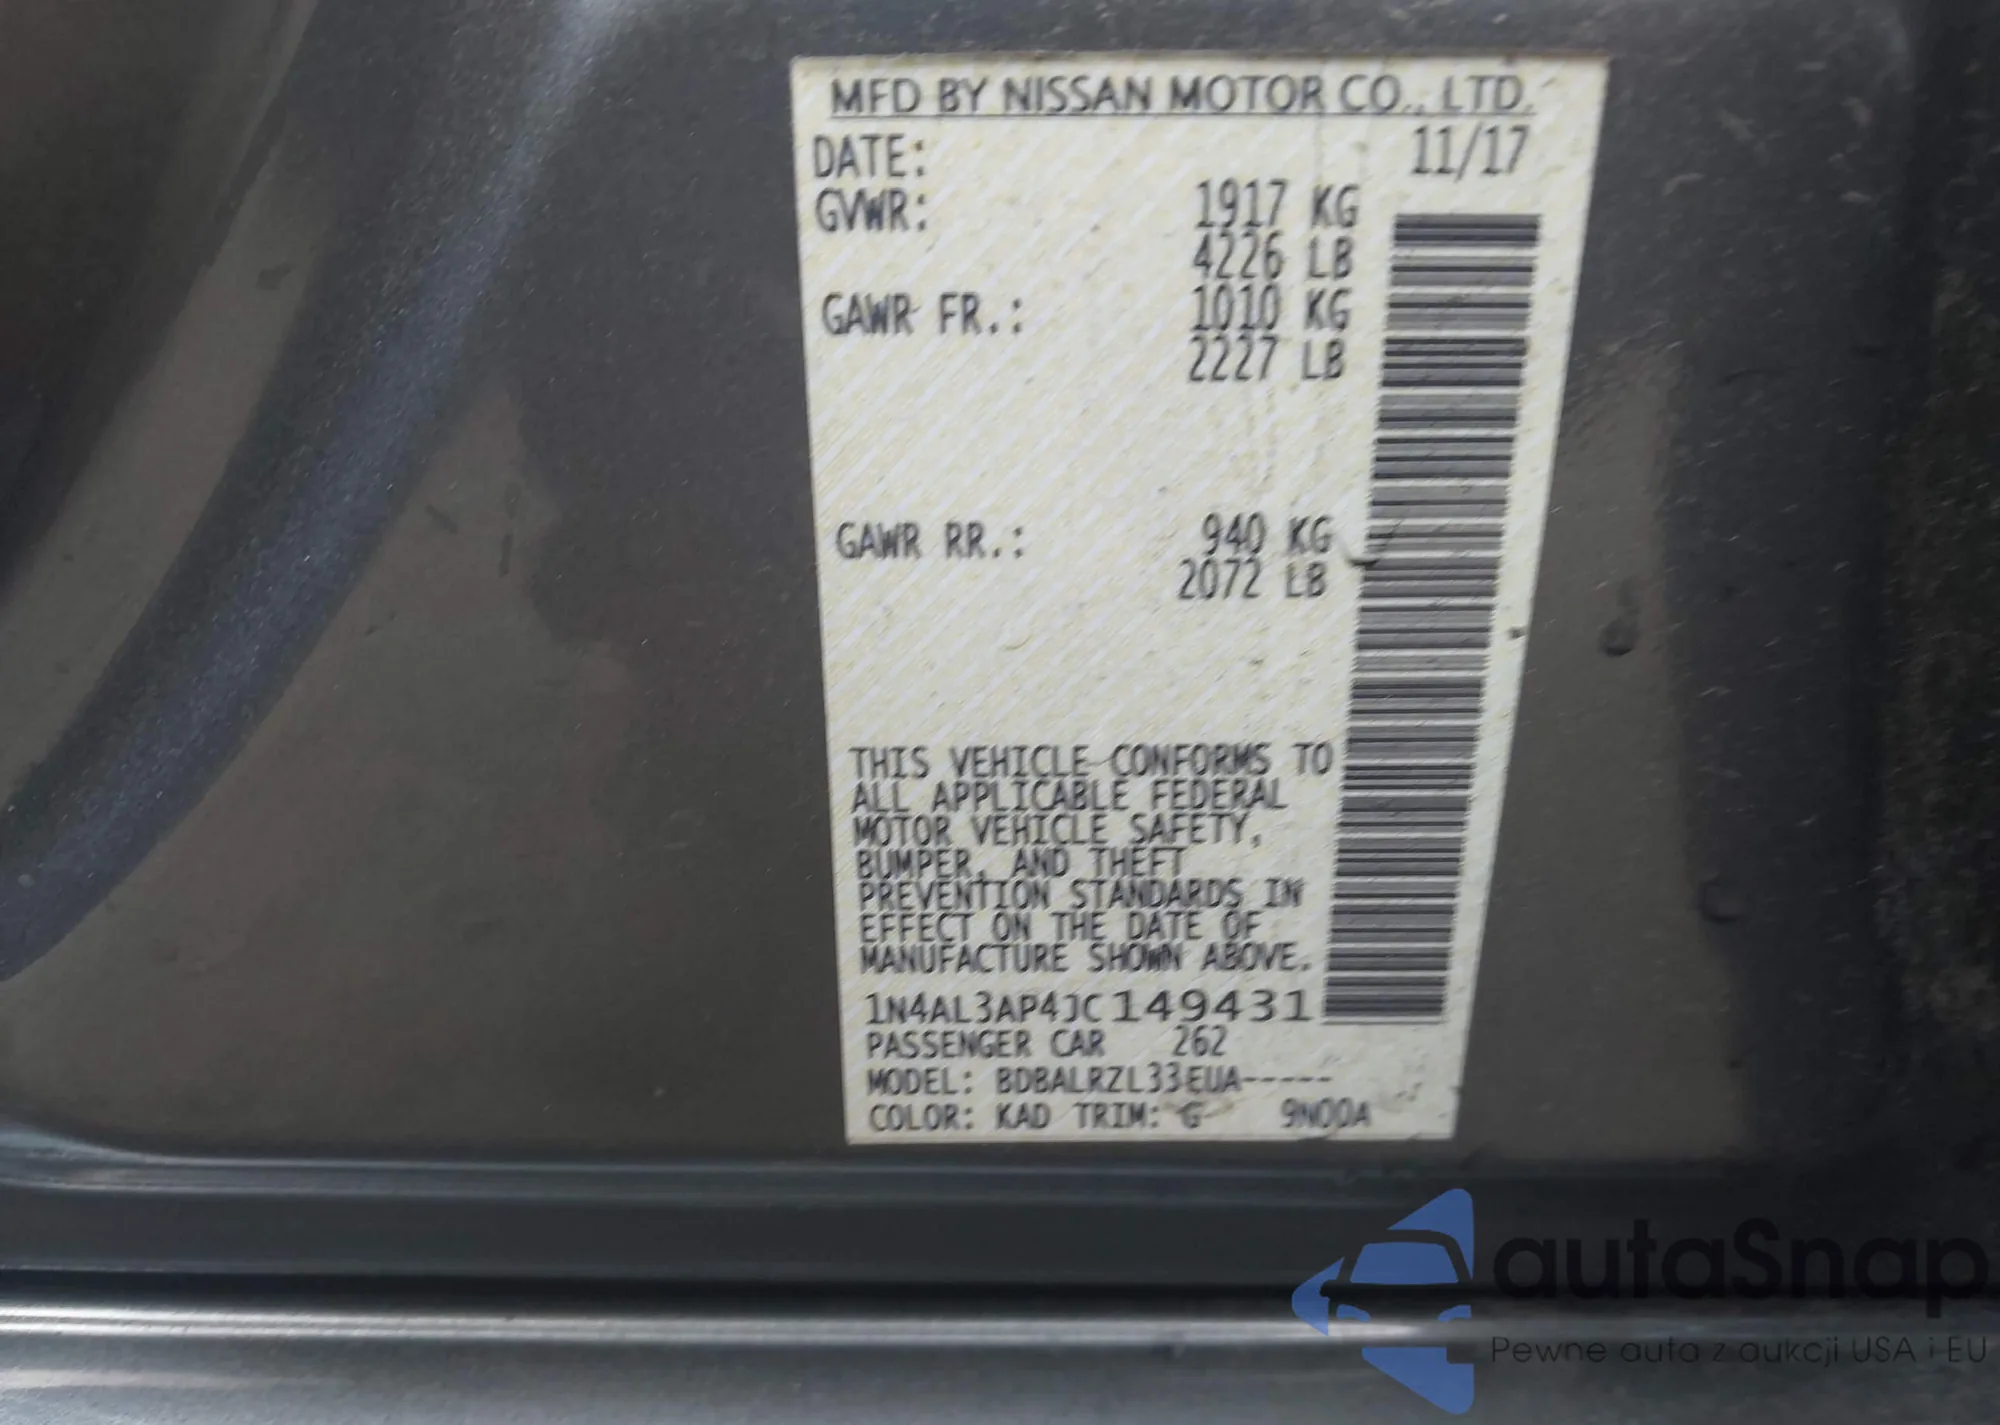 MFD BY NISSAN MOTOR CO., LTD.
DATE: 11/17
GVWR: 1917 KG
4226 LB
GAWR FR.: 1010 KG
2227 LB
GAWR RR.: 940 KG
2072 LB
THIS VEHICLE CONFORMS TO
ALL APPLICABLE FEDERAL
MOTOR VEHICLE SAFETY,
BUMPER, AND THEFT
PREVENTION STANDARDS IN
EFFECT ON THE DATE OF
MANUFACTURE SHOWN ABOVE.
1N4AL3AP4JC149431
PASSENGER CAR 262
MODEL: BDBALRZL33EUA-----
COLOR: KAD TRIM: G 9N00A
autaSnap
Pewne auta z aukcji USA i EU